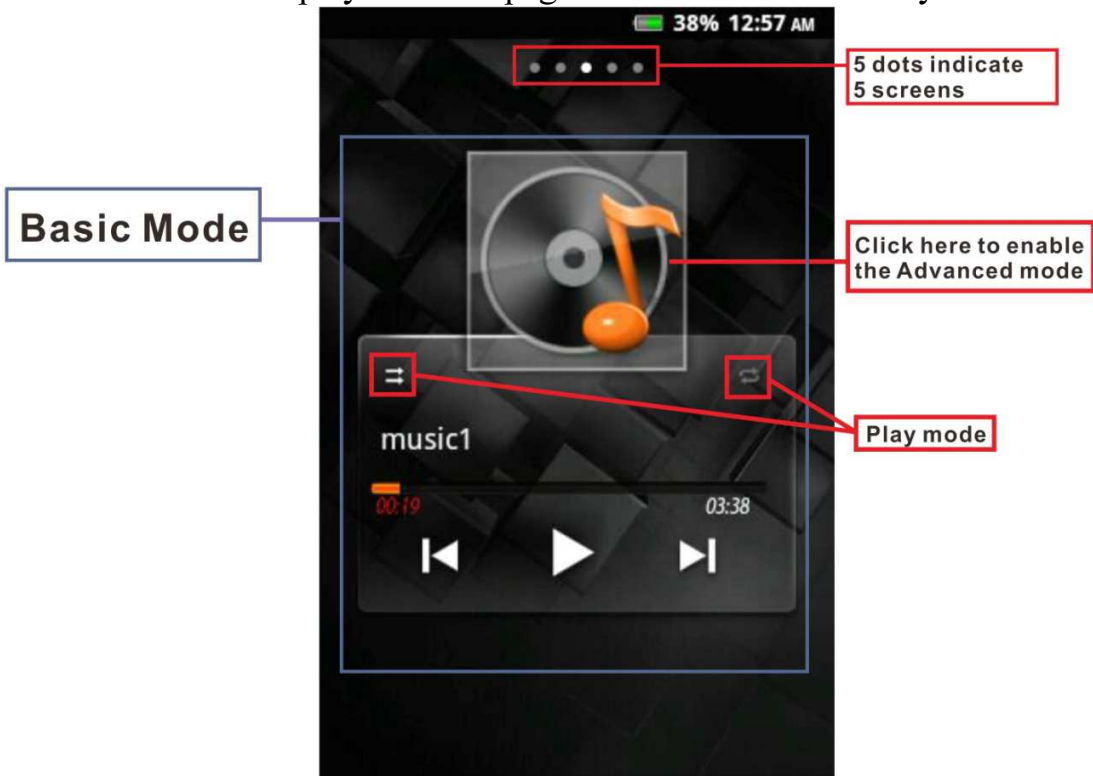 38% 12:57 AM
5 dots indicate
5 screens
Basic Mode
Click here to enable
the Advanced mode
Play mode
music1
00:19 03:38